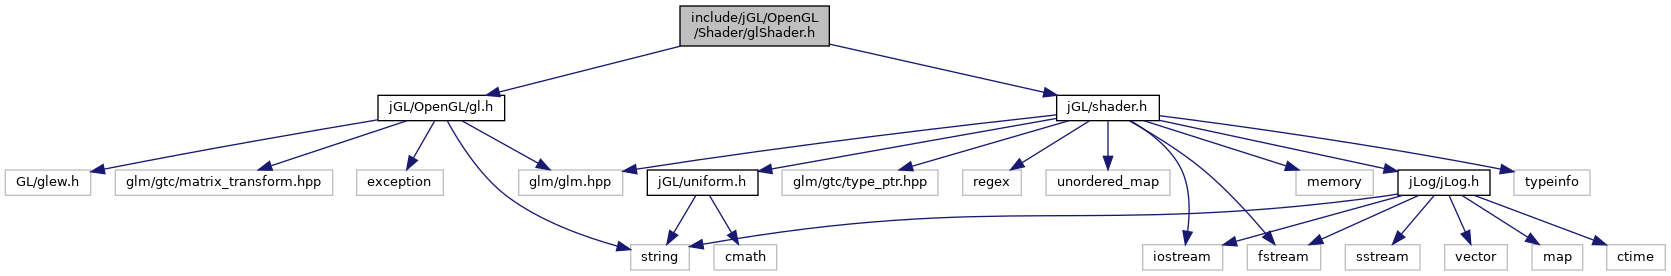 include/jGL/OpenGL
/Shader/glShader.h
jGL/OpenGL/gl.h
jGL/shader.h
GL/glew.h
glm/gtc/matrix_transform.hpp
exception
glm/glm.hpp
jGL/uniform.h
glm/gtc/type_ptr.hpp
regex
unordered_map
memory
jLog/jLog.h
typeinfo
string
cmath
iostream
fstream
sstream
vector
map
ctime